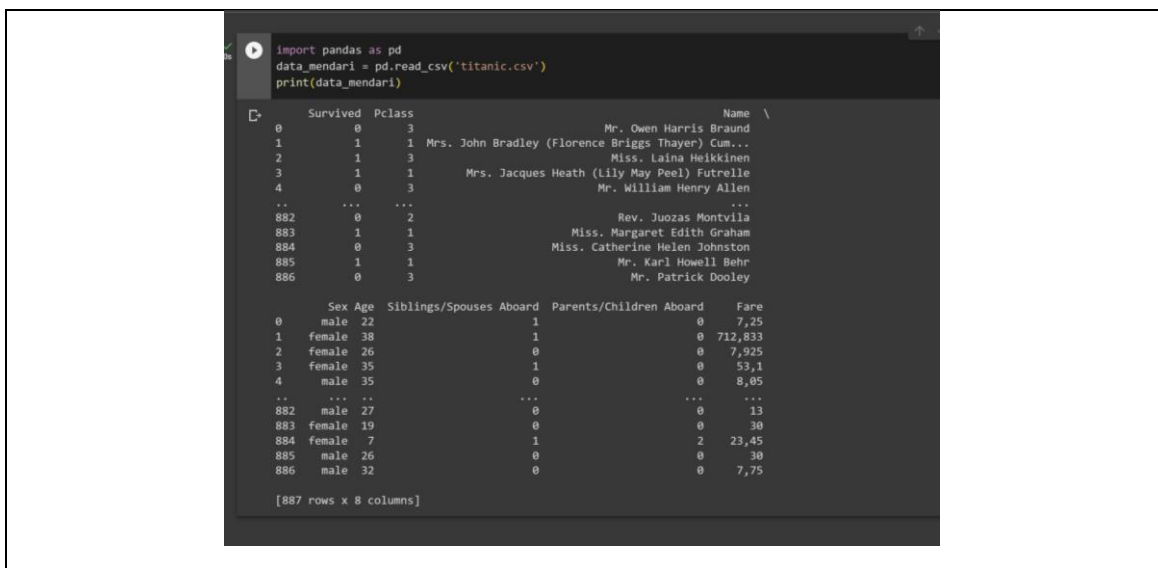 0s
import pandas as pd
data_mendari = pd.read_csv('titanic.csv')
print(data_mendari)
Survived Pclass Name \
0 0 3 Mr. Owen Harris Braund
1 1 1 Mrs. John Bradley (Florence Briggs Thayer) Cum...
2 1 3 Miss. Laina Heikkinen
3 1 1 Mrs. Jacques Heath (Lily May Peel) Futrelle
4 0 3 Mr. William Henry Allen
.. ... ... ...
882 0 2 Rev. Juozas Montvila
883 1 1 Miss. Margaret Edith Graham
884 0 3 Miss. Catherine Helen Johnston
885 1 1 Mr. Karl Howell Behr
886 0 3 Mr. Patrick Dooley
Sex Age Siblings/Spouses Aboard Parents/Children Aboard Fare
0 male 22 1 0 7,25
1 female 38 1 0 712,833
2 female 26 0 0 7,925
3 female 35 1 0 53,1
4 male 35 0 0 8,05
.. ... .. ... ... ...
882 male 27 0 0 13
883 female 19 0 0 30
884 female 7 1 2 23,45
885 male 26 0 0 30
886 male 32 0 0 7,75
[887 rows x 8 columns]